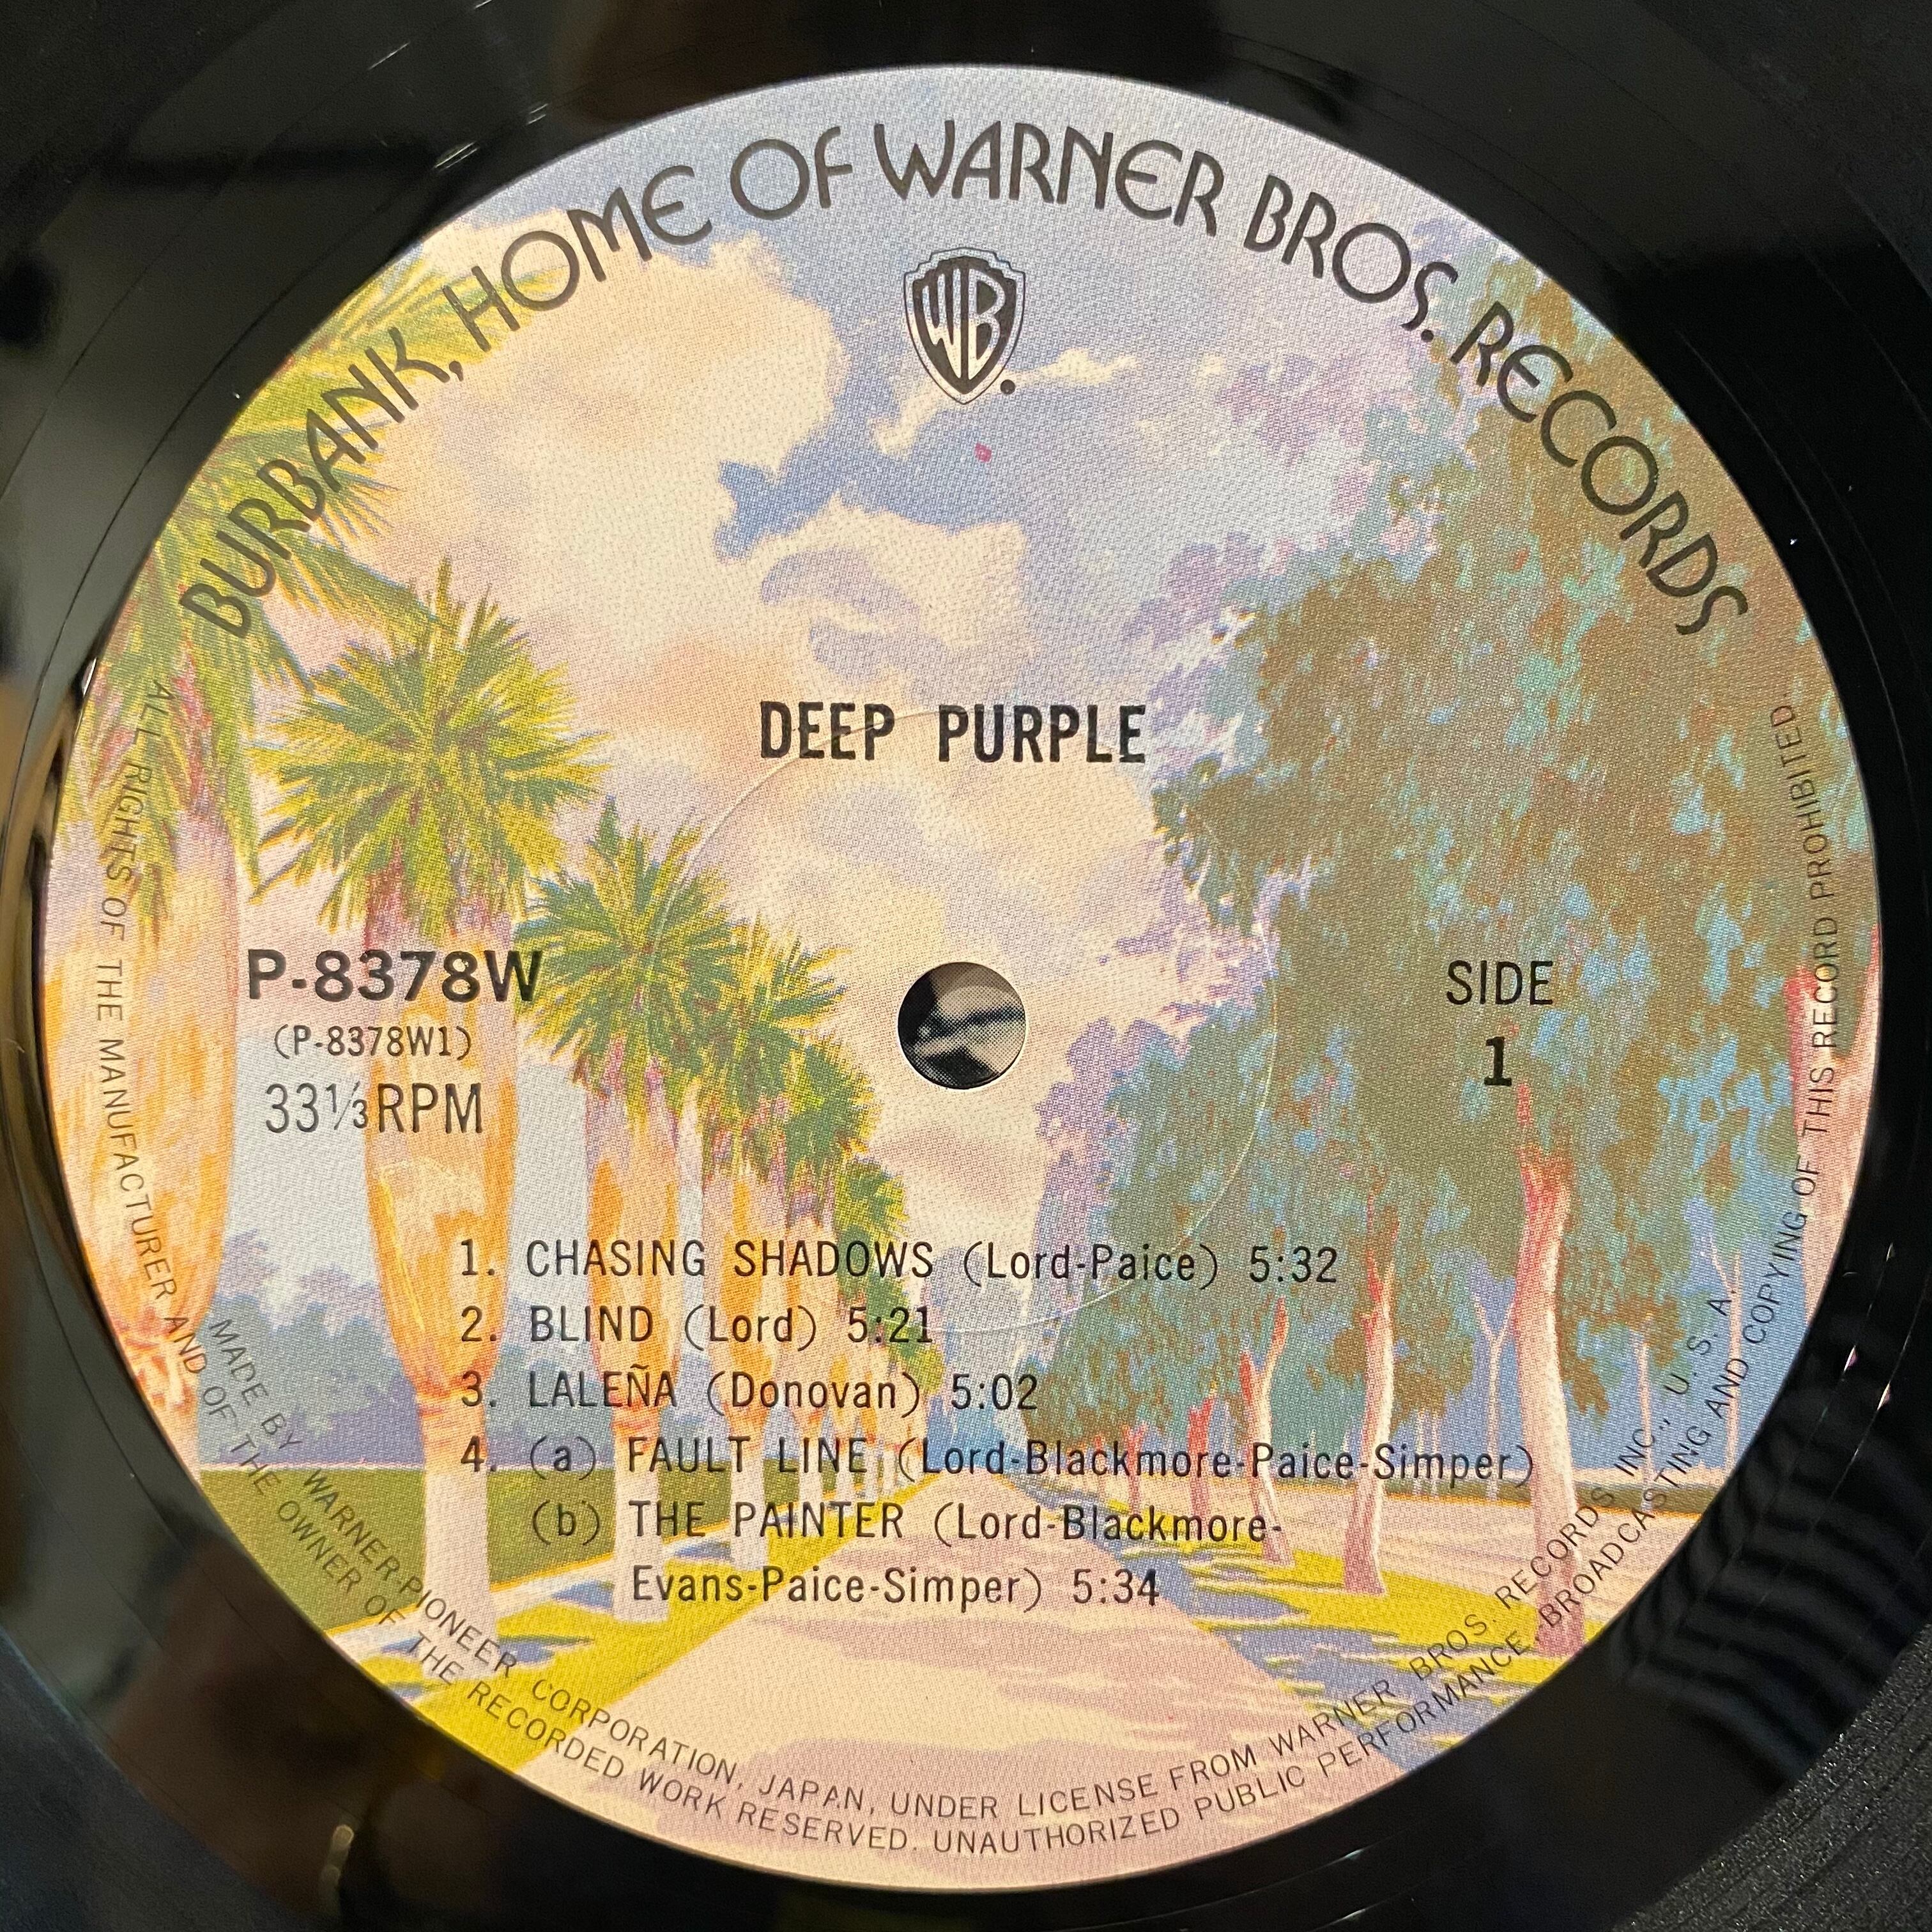 BURBANK, HOME OF WARNER BROS. RECORDS
WB
DEEP PURPLE
P-8378W
(P-8378W1)
33⅓RPM
SIDE
1
1. CHASING SHADOWS (Lord-Paice) 5:32
2. BLIND (Lord) 5:21
3. LALEÑA (Donovan) 5:02
4. (a) FAULT LINE (Lord-Blackmore-Paice-Simper)
(b) THE PAINTER (Lord-Blackmore-
Evans-Paice-Simper) 5:34
MADE BY WARNER-PIONEER CORPORATION, JAPAN, UNDER LICENSE FROM WARNER BROS. RECORDS INC., U.S.A.
ALL RIGHTS OF THE MANUFACTURER AND OF THE OWNER OF THE RECORDED WORK RESERVED. UNAUTHORIZED PUBLIC PERFORMANCE, BROADCASTING AND COPYING OF THIS RECORD PROHIBITED.